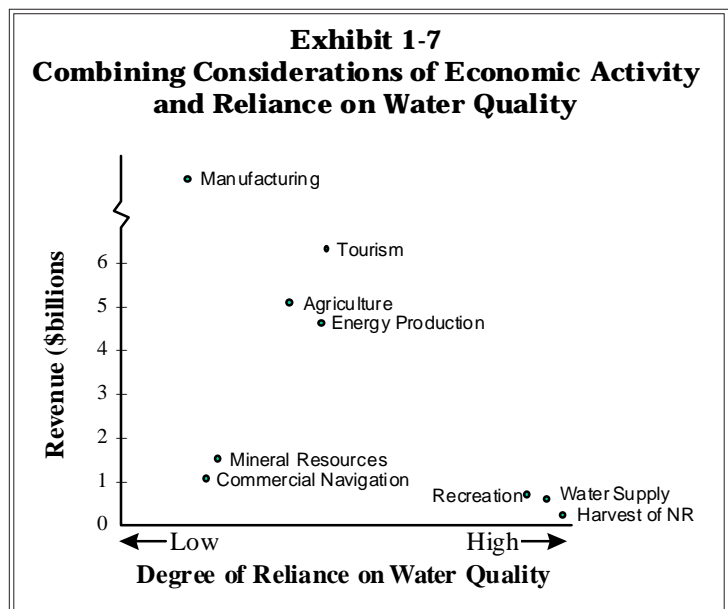 Exhibit 1-7
Combining Considerations of Economic Activity
and Reliance on Water Quality
Manufacturing
Tourism
6
Agriculture
5
Energy Production
4
3
2
Mineral Resources
Commercial Navigation
1
Recreation
Water Supply
Harvest of NR
0
Revenue ($billions
Low
High
Degree of Reliance on Water Quality